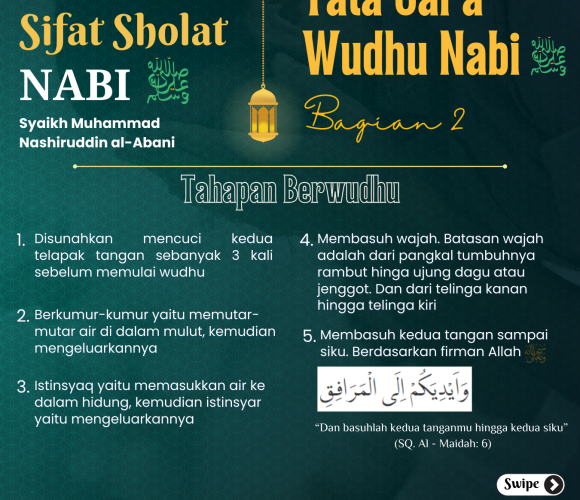 Sifat Sholat
NABI ﷺ
Syaikh Muhammad
Nashiruddin al-Abani
Tata Cara
Wudhu Nabi ﷺ
Bagian 2
Tahapan Berwudhu
1. Disunahkan mencuci kedua
telapak tangan sebanyak 3 kali
sebelum memulai wudhu
2. Berkumur-kumur yaitu memutar-
mutar air di dalam mulut, kemudian
mengeluarkannya
3. Istinsyaq yaitu memasukkan air ke
dalam hidung, kemudian istinsyar
yaitu mengeluarkannya
4. Membasuh wajah. Batasan wajah
adalah dari pangkal tumbuhnya
rambut hinga ujung dagu atau
jenggot. Dan dari telinga kanan
hingga telinga kiri
5. Membasuh kedua tangan sampai
siku. Berdasarkan firman Allah
وَاَيْدِيَكُمْ اِلَى الْمَرَافِقِ
“Dan basuhlah kedua tanganmu hingga kedua siku”
(SQ. Al - Maidah: 6)
Swipe